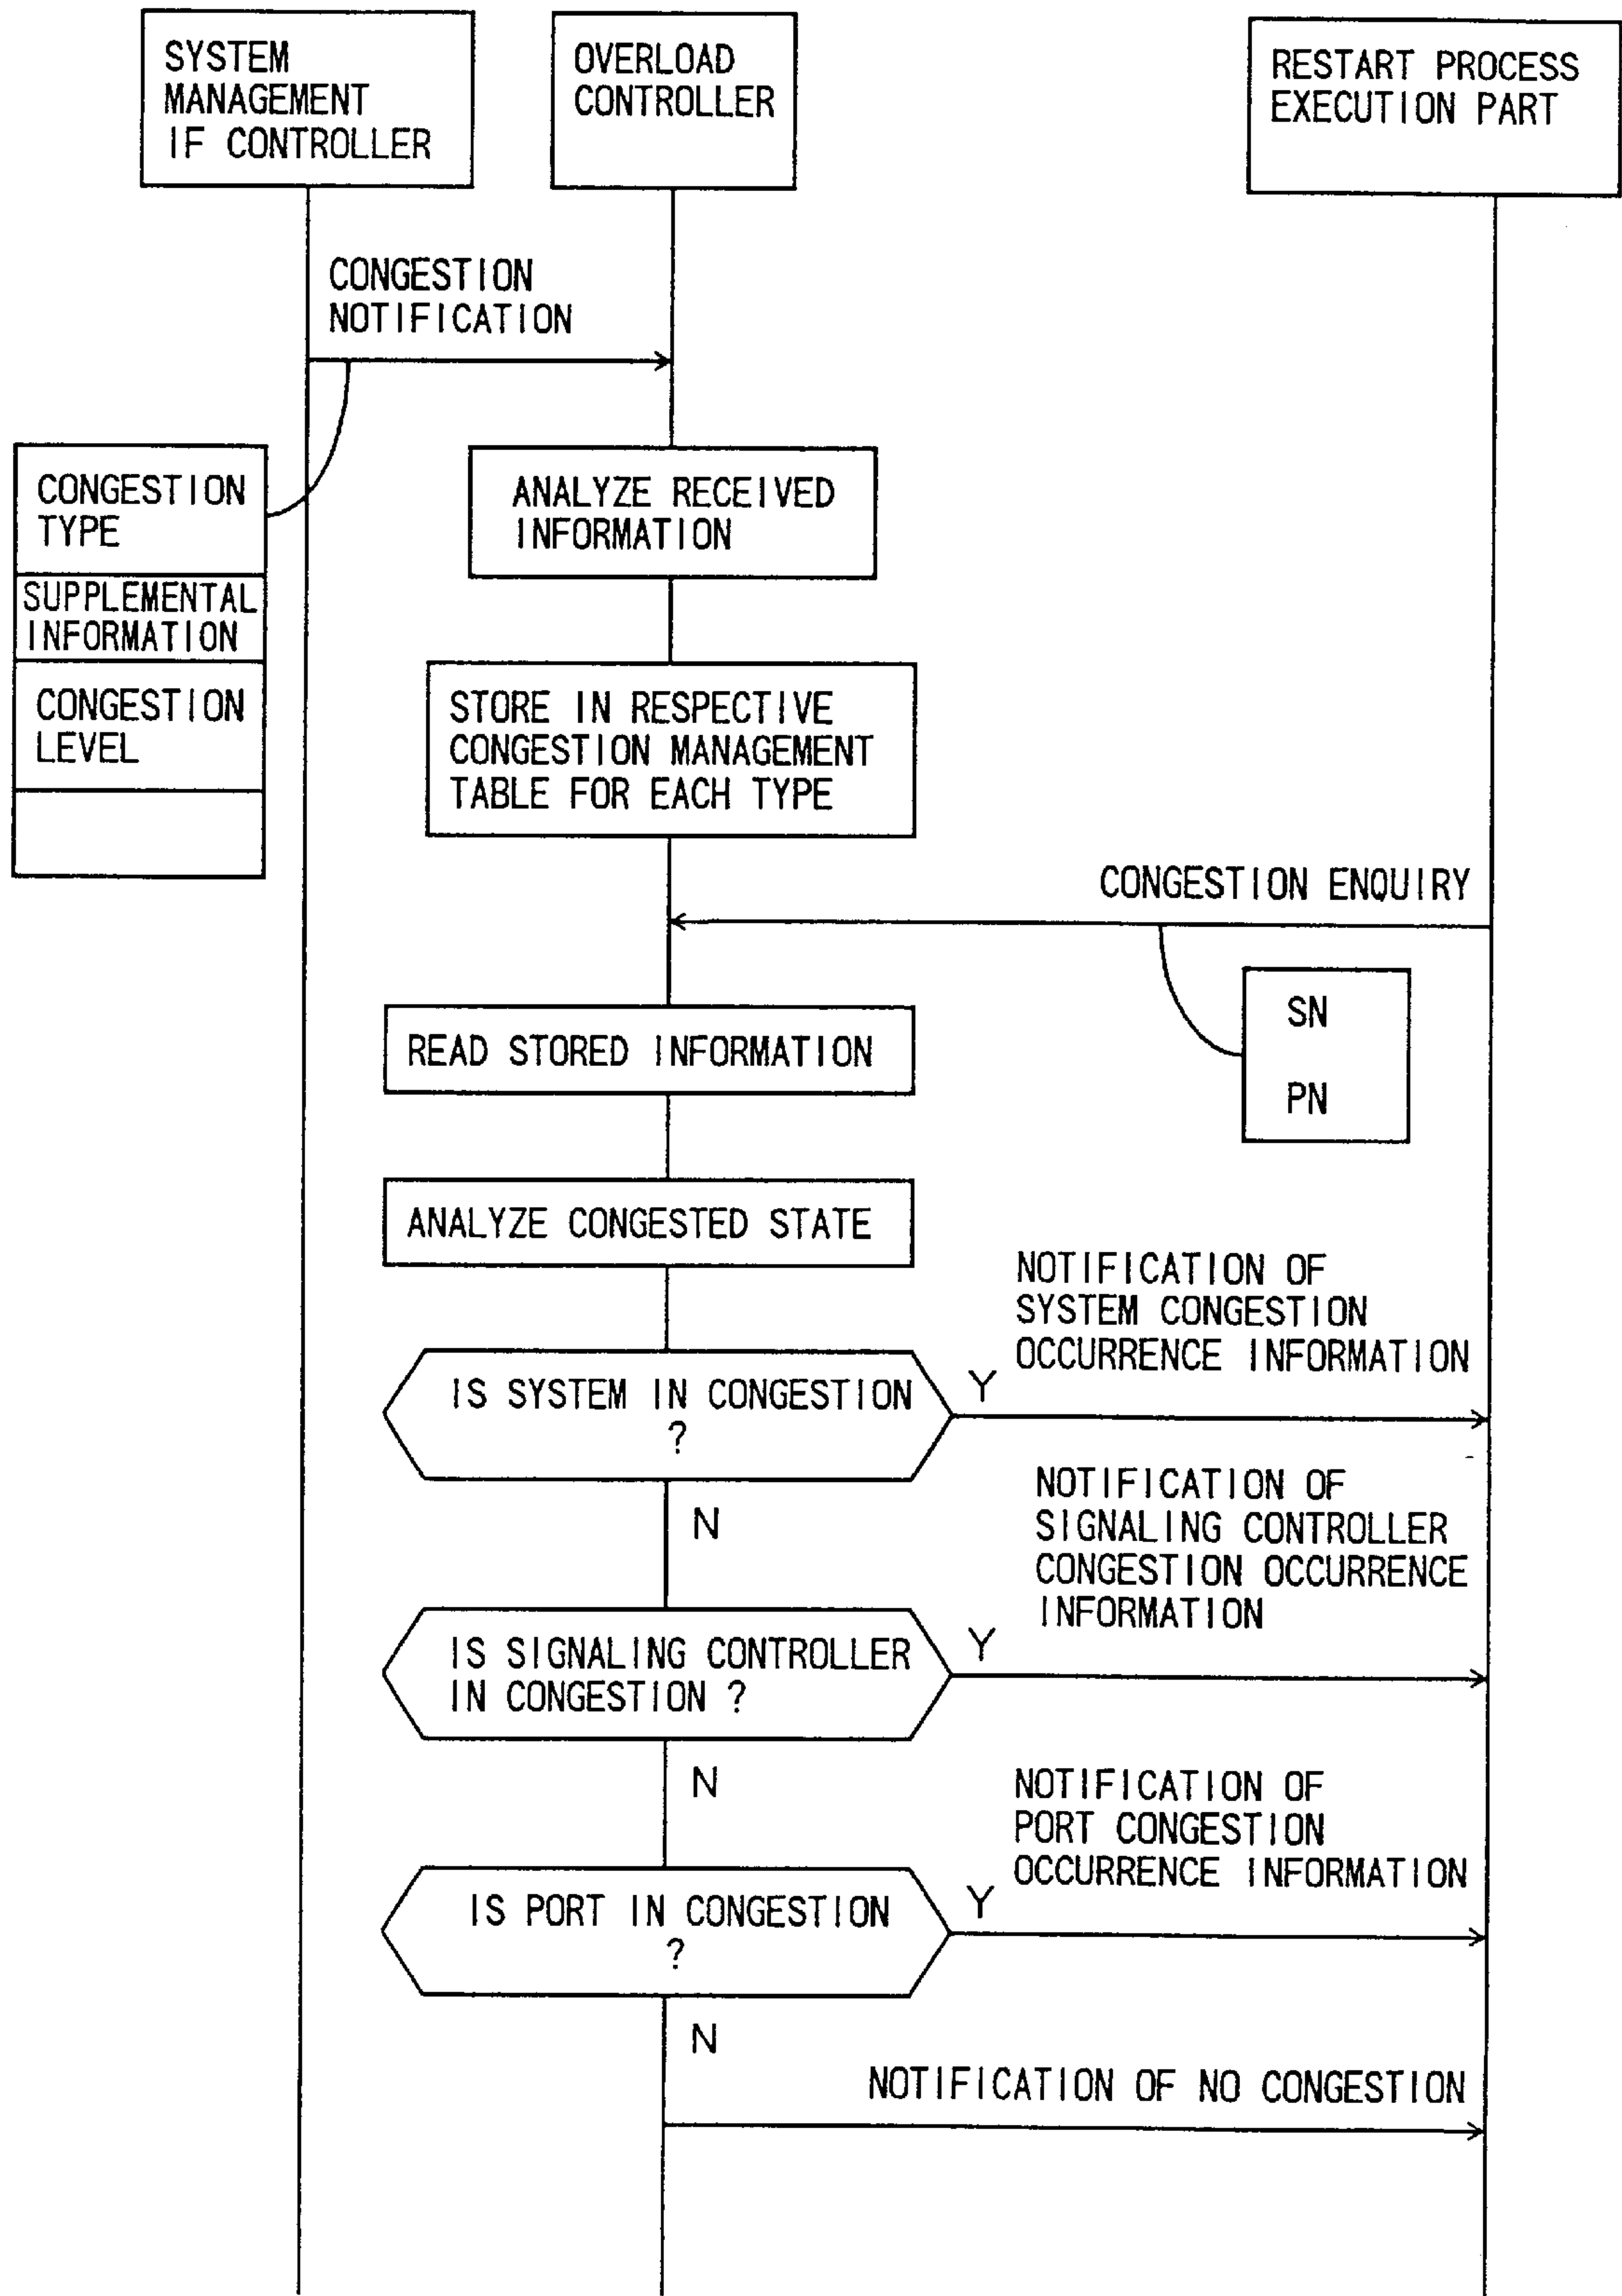 SYSTEM
MANAGEMENT
IF CONTROLLER
OVERLOAD
CONTROLLER
RESTART PROCESS
EXECUTION PART
CONGESTION
NOTIFICATION
CONGESTION
TYPE
SUPPLEMENTAL
INFORMATION
CONGESTION
LEVEL
ANALYZE RECEIVED
INFORMATION
STORE IN RESPECTIVE
CONGESTION MANAGEMENT
TABLE FOR EACH TYPE
CONGESTION ENQUIRY
SN
PN
READ STORED INFORMATION
ANALYZE CONGESTED STATE
NOTIFICATION OF
SYSTEM CONGESTION
OCCURRENCE INFORMATION
IS SYSTEM IN CONGESTION
?
Y
N
NOTIFICATION OF
SIGNALING CONTROLLER
CONGESTION OCCURRENCE
INFORMATION
IS SIGNALING CONTROLLER
IN CONGESTION ?
Y
N
NOTIFICATION OF
PORT CONGESTION
OCCURRENCE INFORMATION
IS PORT IN CONGESTION
?
Y
N
NOTIFICATION OF NO CONGESTION